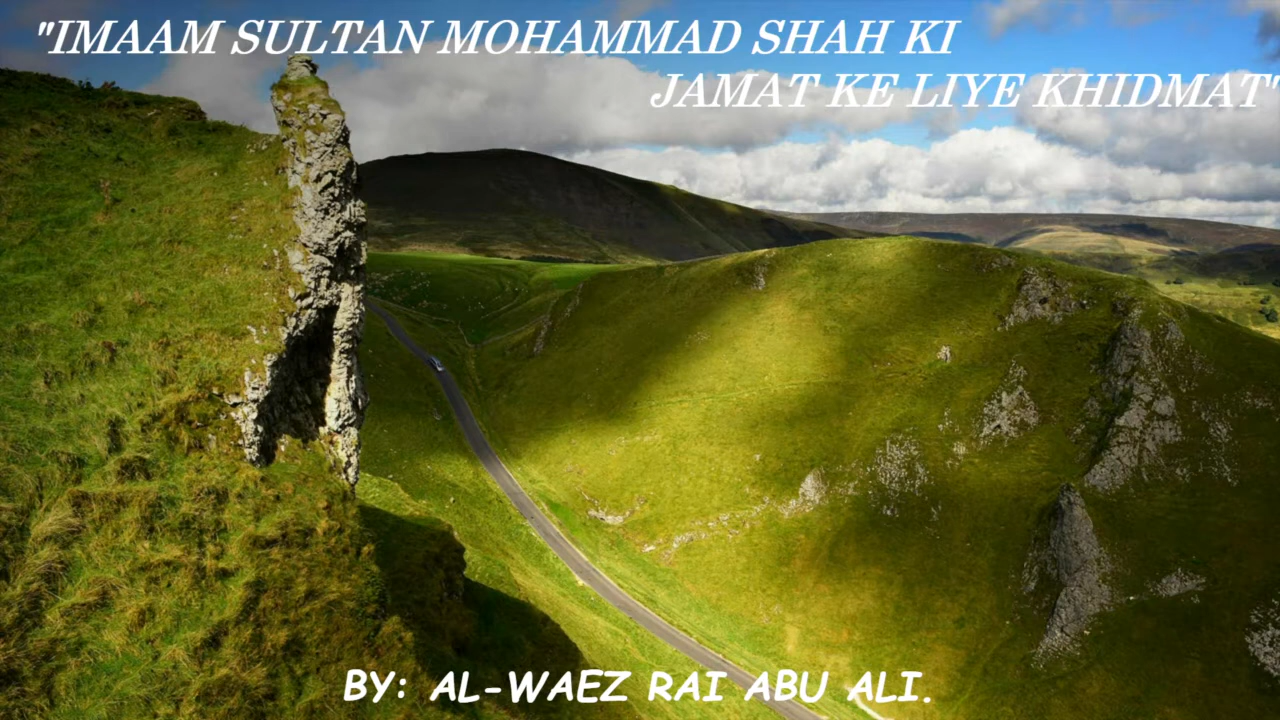 "IMAAM SULTAN MOHAMMAD SHAH KI
JAMAT KE LIYE KHIDMAT"
BY: AL-WAEZ RAI ABU ALI.